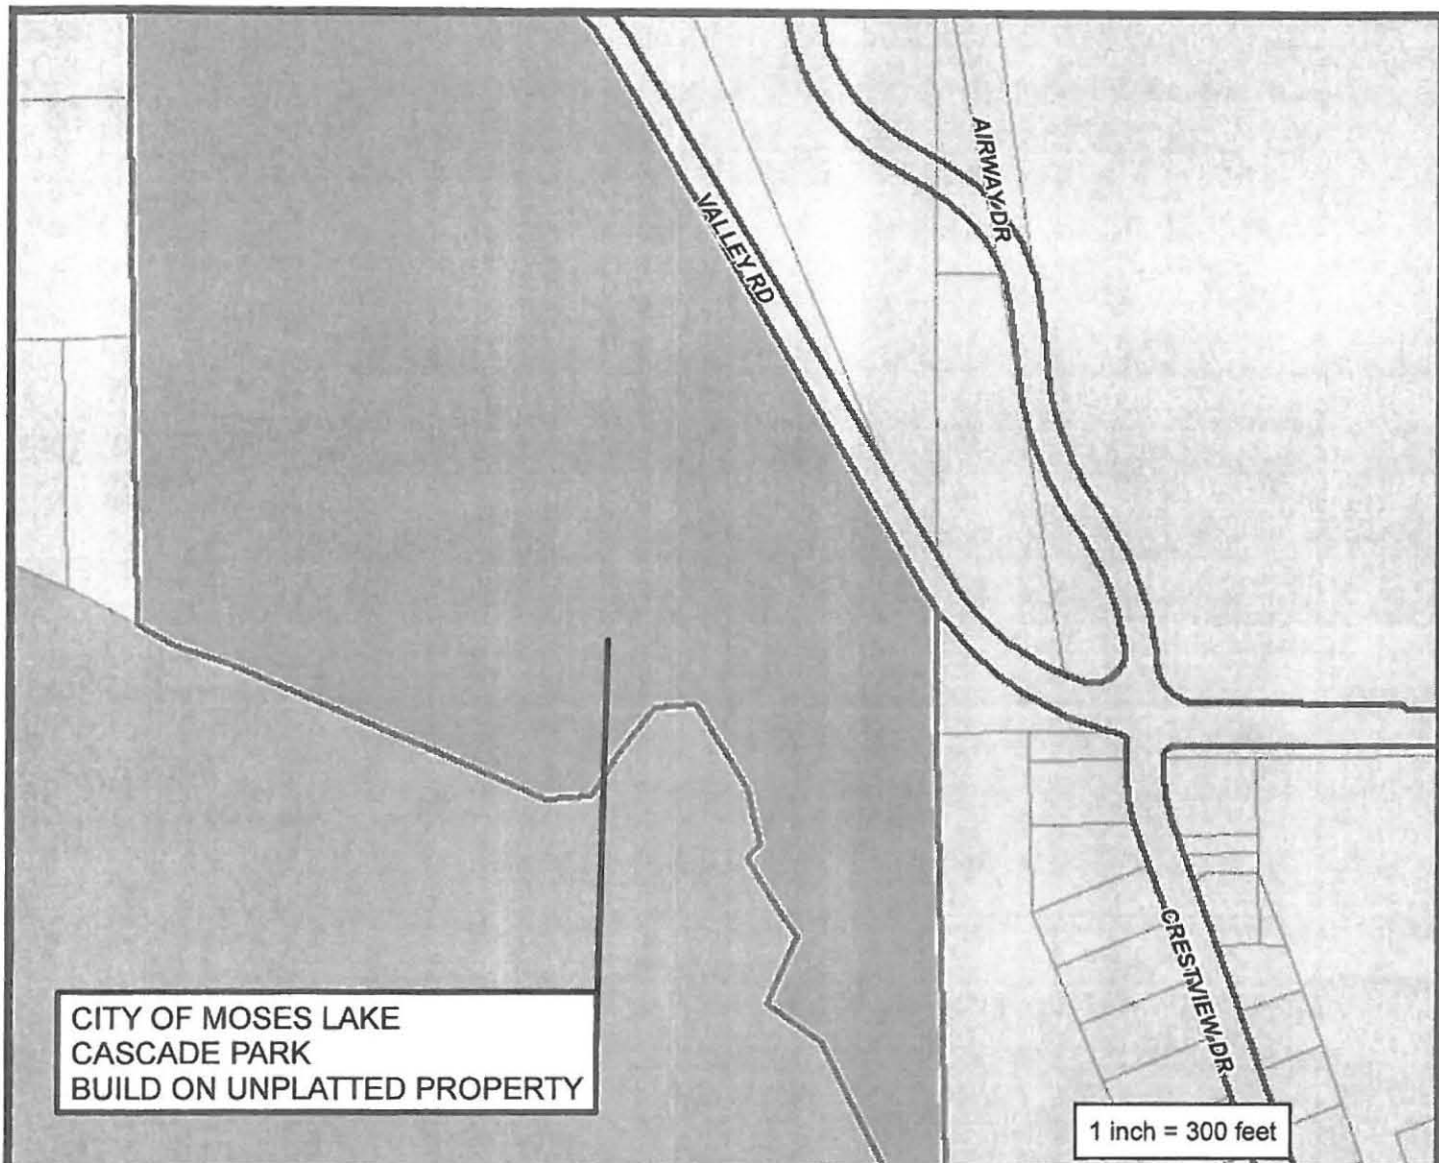 AIRWAY DR
VALLEY RD
CRESTVIEW DR
CITY OF MOSES LAKE
CASCADE PARK
BUILD ON UNPLATTED PROPERTY
1 inch = 300 feet